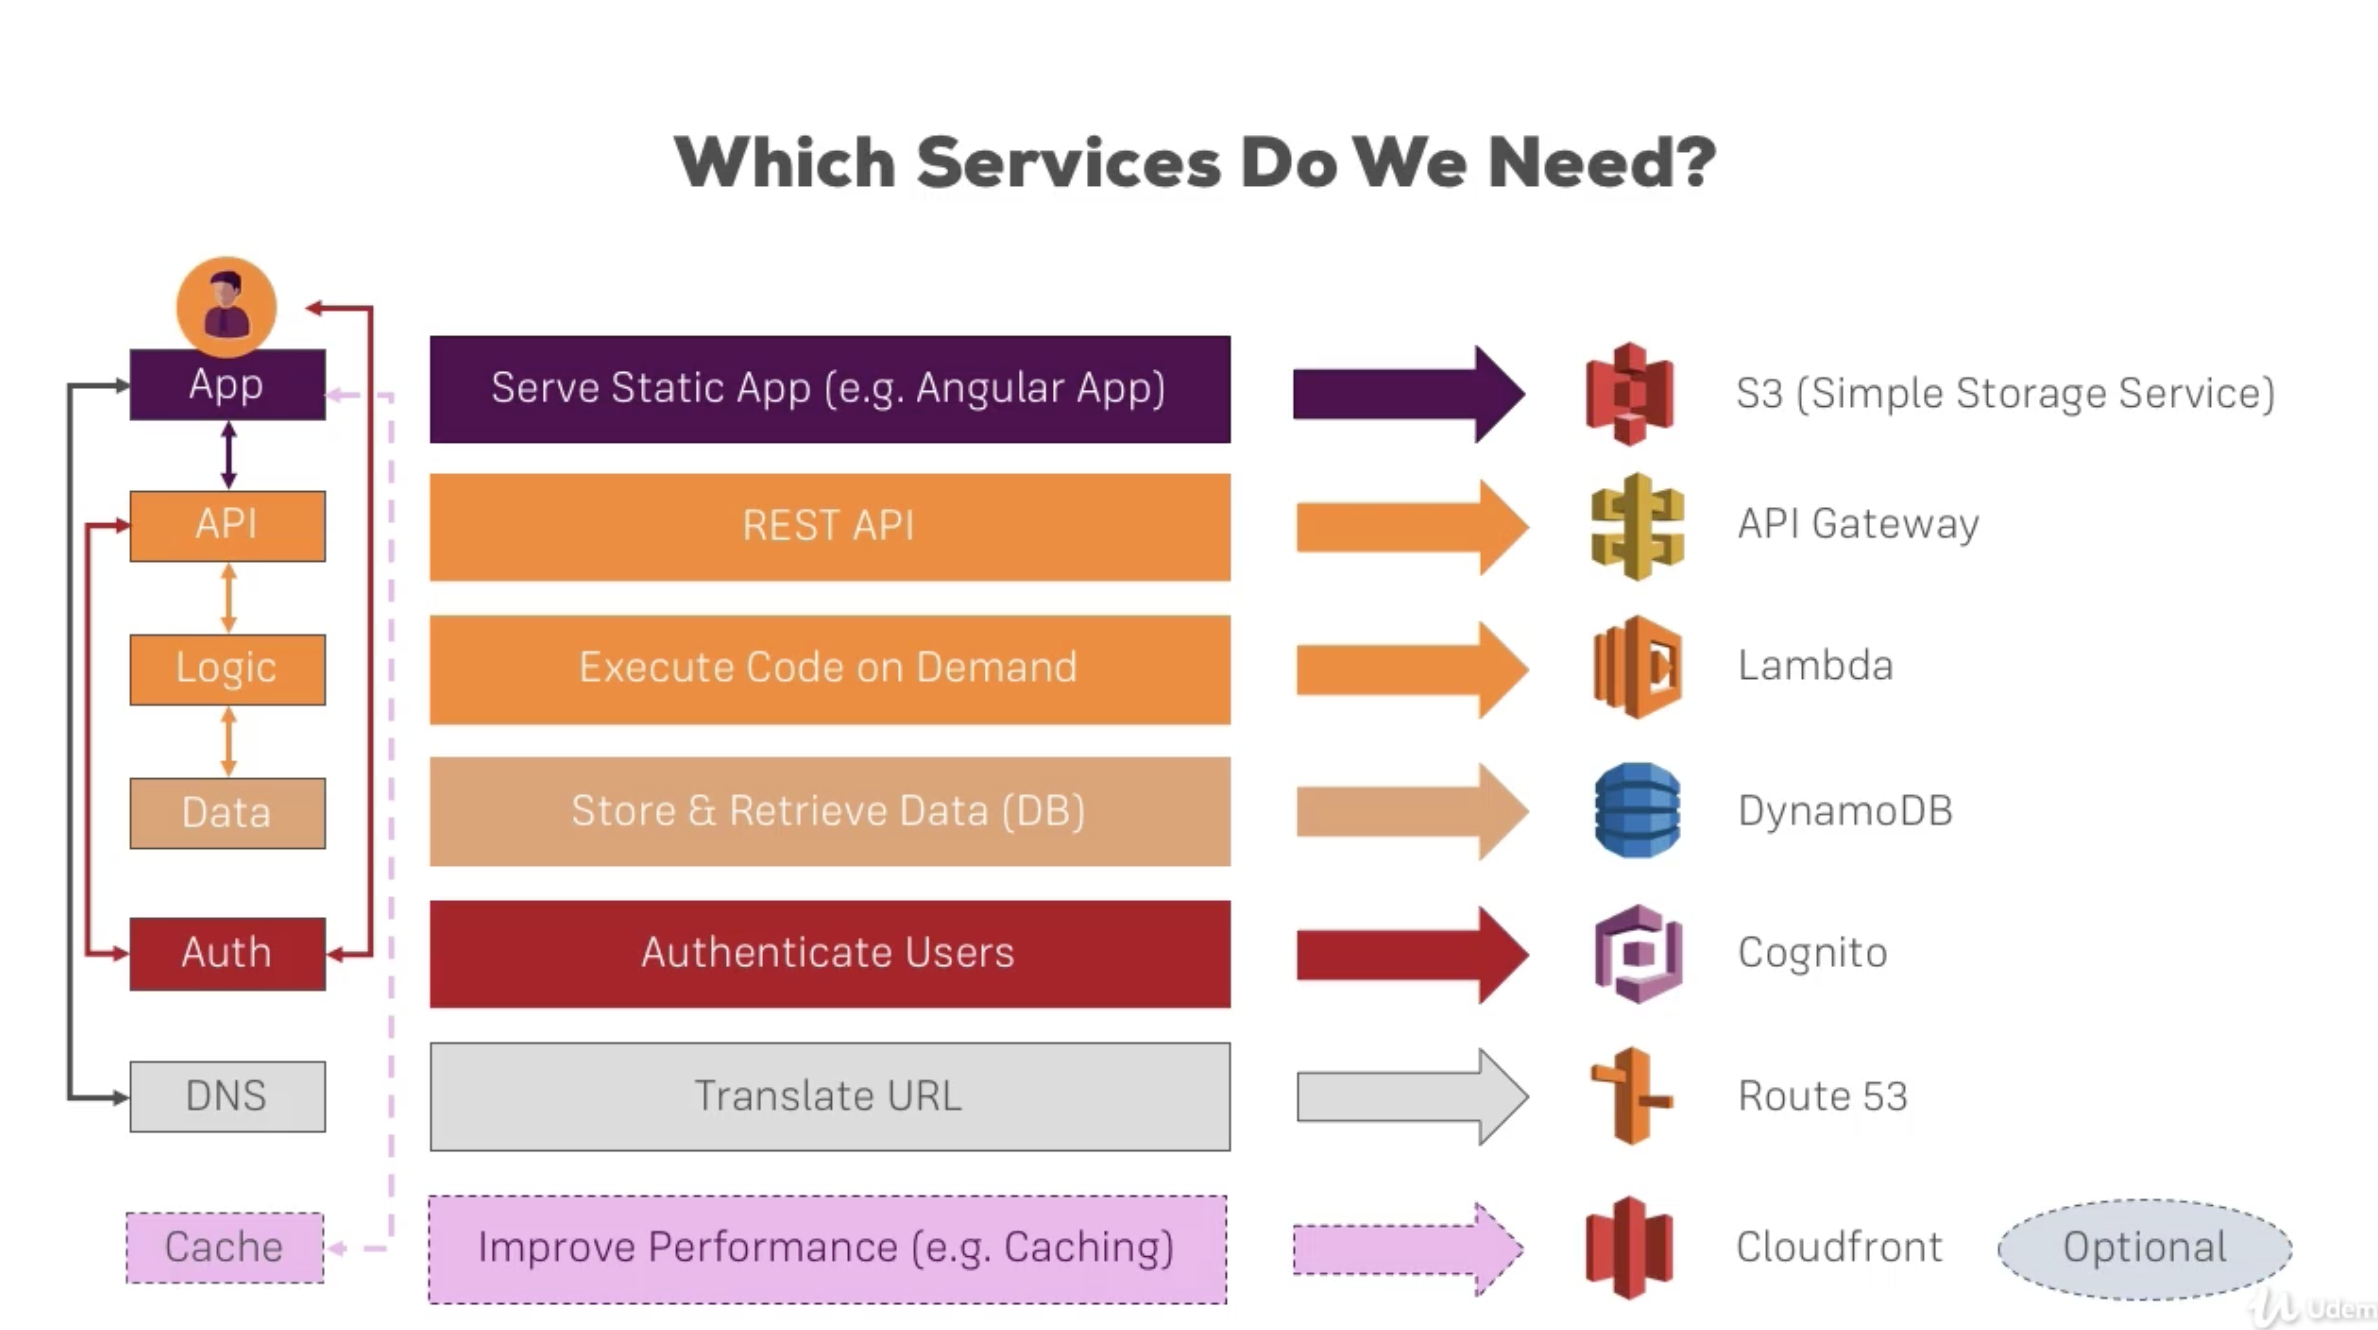 Which Services Do We Need?
App
Serve Static App (e.g. Angular App)
S3 (Simple Storage Service)
API
REST API
API Gateway
Logic
Execute Code on Demand
Lambda
Data
Store & Retrieve Data (DB)
DynamoDB
Auth
Authenticate Users
Cognito
DNS
Translate URL
Route 53
Cache
Improve Performance (e.g. Caching)
Cloudfront
Optional
Udem